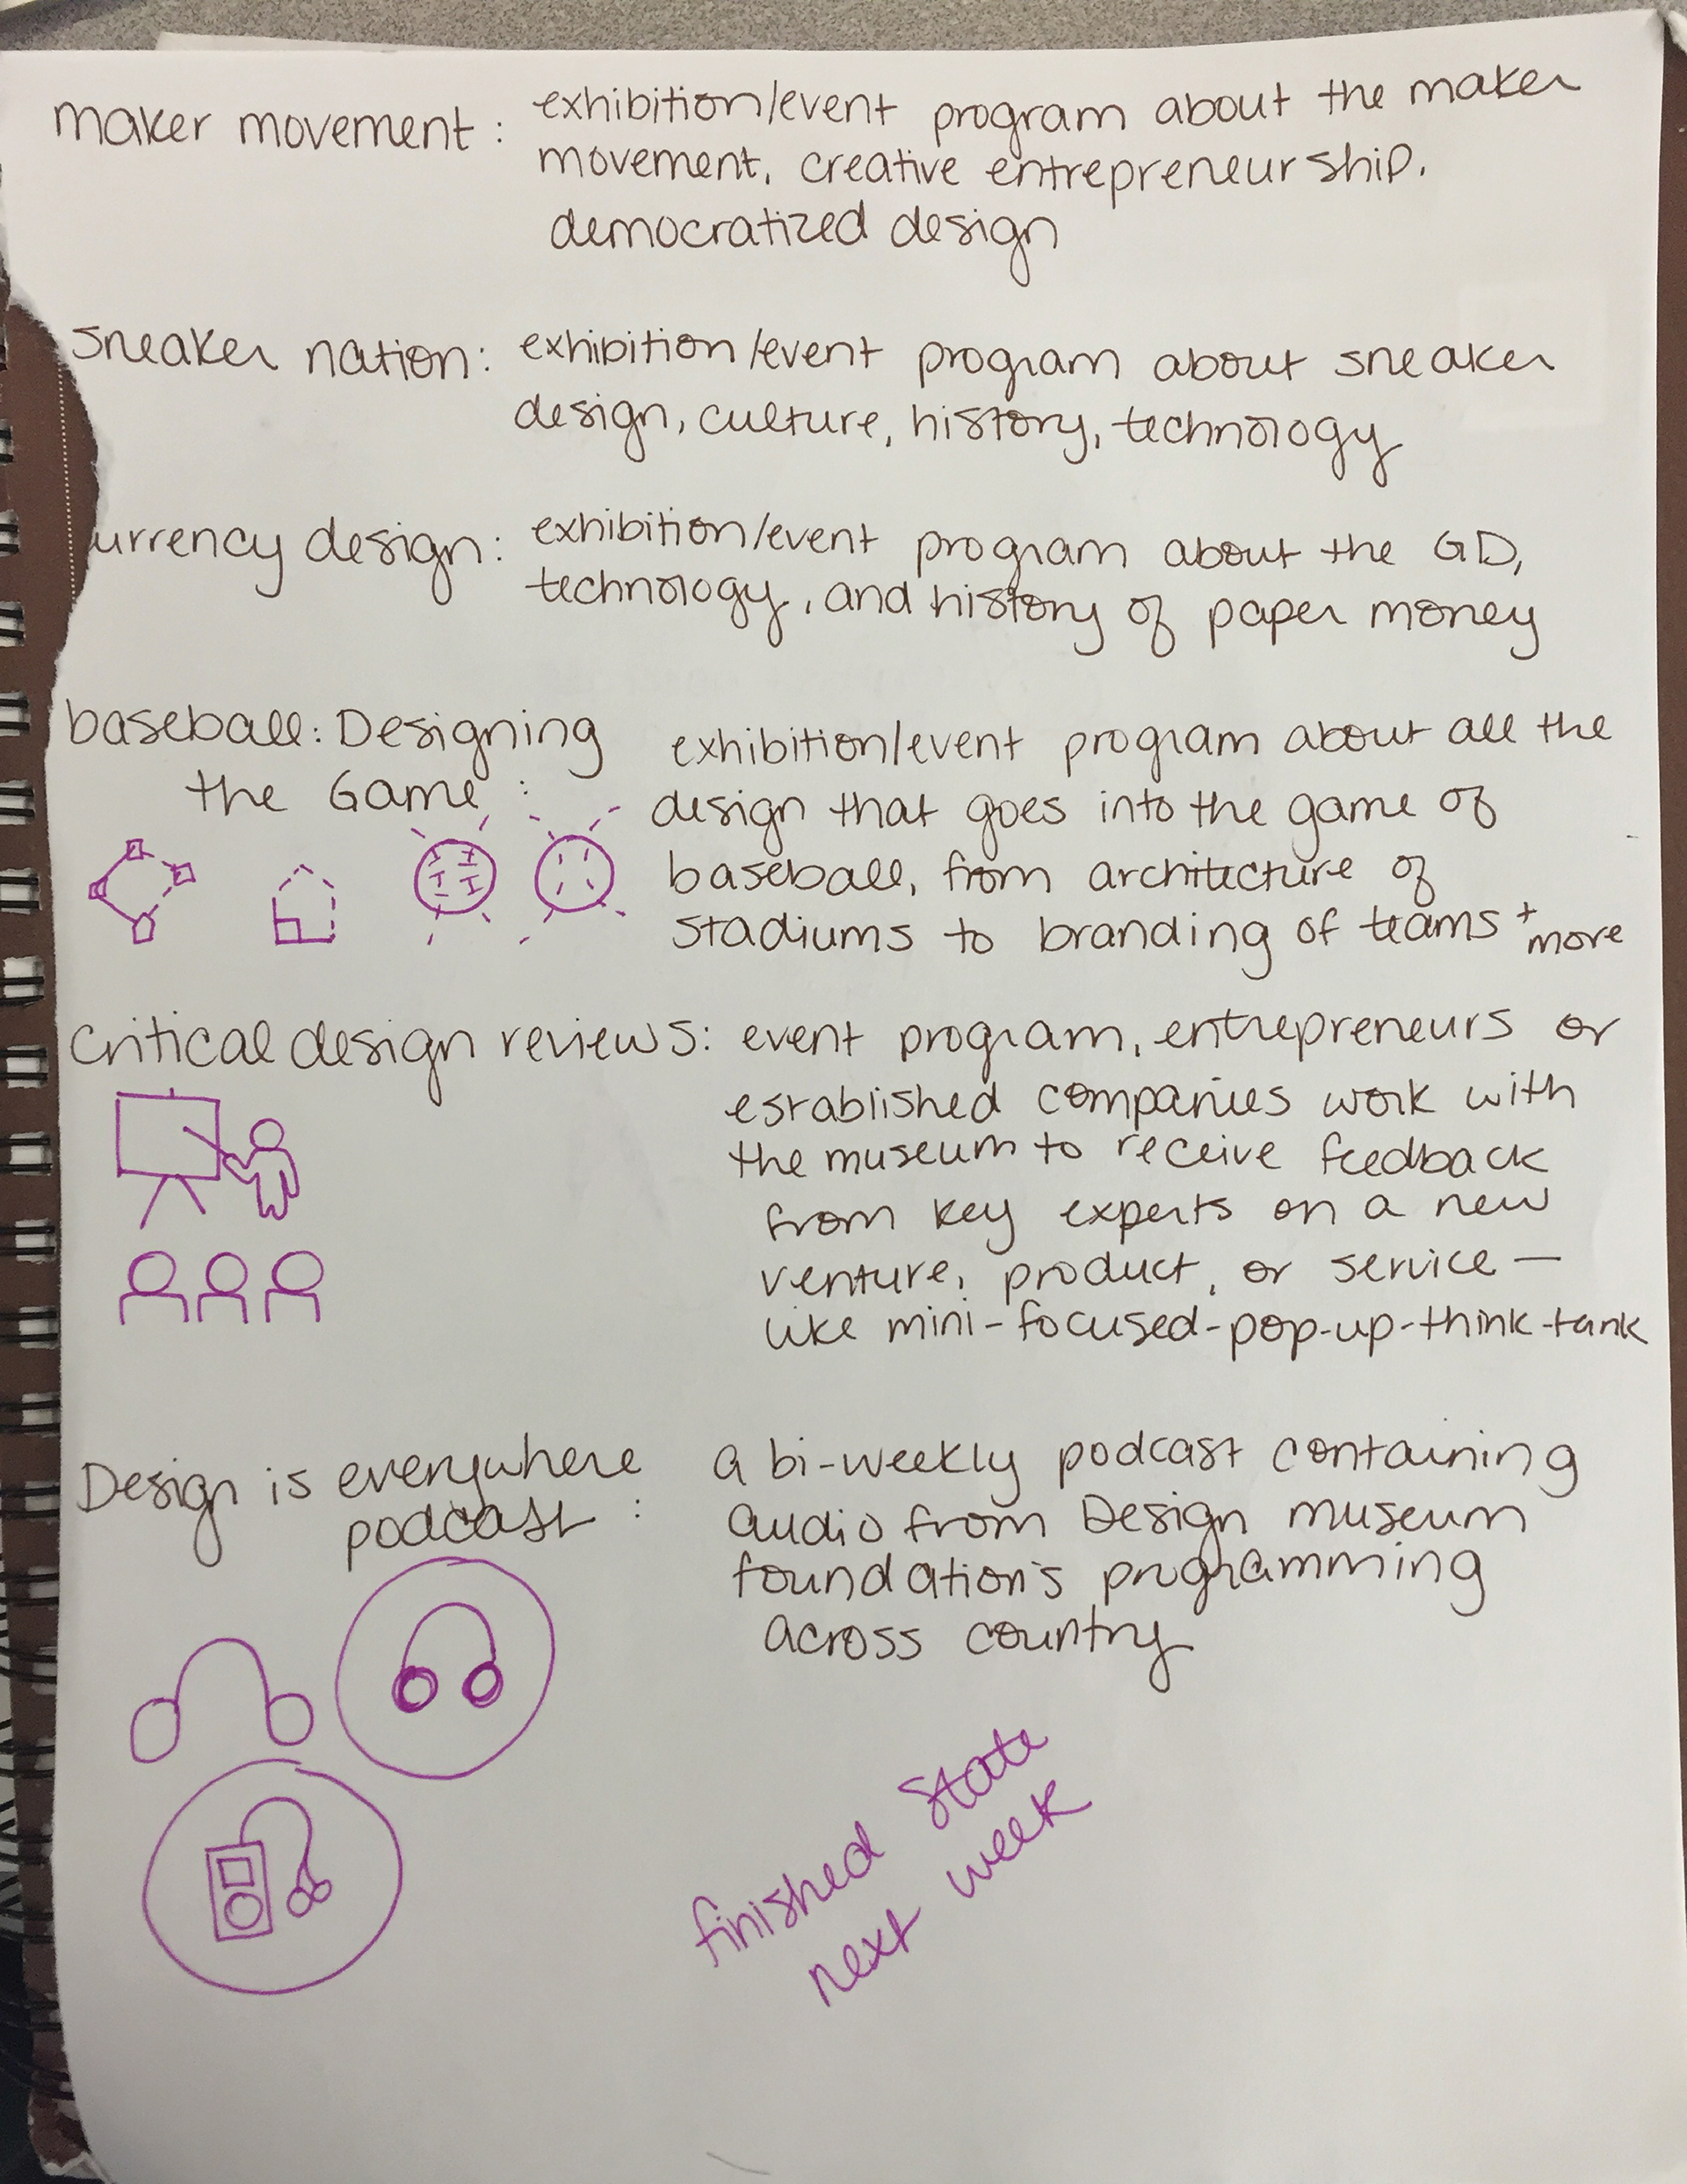 maker movement: exhibition/event program about the maker
movement, creative entrepreneurship,
democratized design
sneaker nation: exhibition/event program about sneaker
design, culture, history, technology
urrency design: exhibition/event program about the GD,
technology, and history of paper money
baseball: Designing
the Game:
exhibition/event program about all the
design that goes into the game of
baseball, from architecture of
stadiums to branding of teams + more
Critical design reviews: event program, entrepreneurs or
established companies work with
the museum to receive feedback
from key experts on a new
venture, product, or service —
like mini-focused-pop-up-think-tank
Design is everywhere
podcast:
a bi-weekly podcast containing
audio from Design museum
foundation's programming
across country
finished state
next week